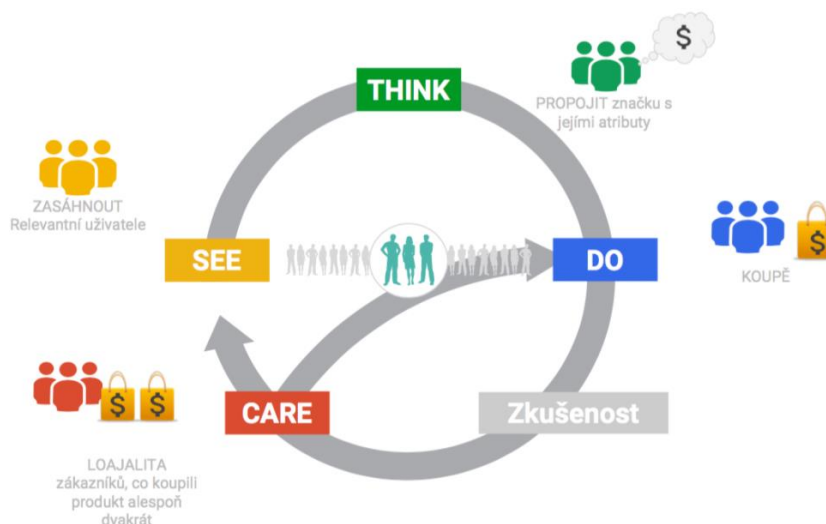 $
THINK
PROPOJIT značku s
jejími atributy
ZASÁHNOUT
Relevantní uživatele
SEE
DO
$
KOUPĚ
$ $
CARE
Zkušenost
LOAJALITA
zákazníků, co koupili
produkt alespoň
dvakrát